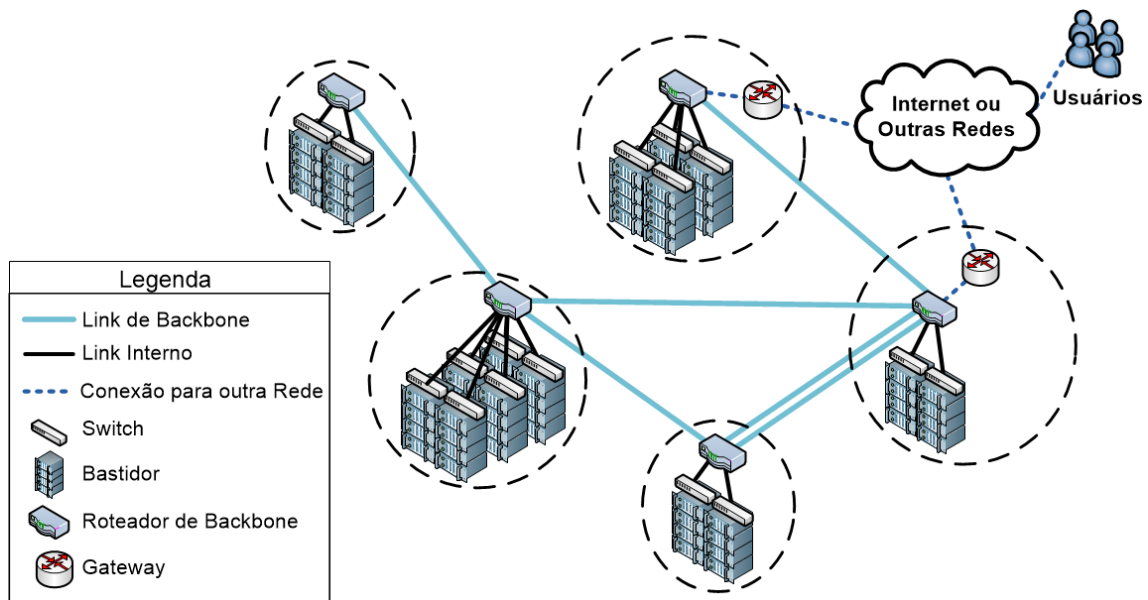 Internet ou
Outras Redes
Usuários
Legenda
Link de Backbone
Link Interno
Conexão para outra Rede
Switch
Bastidor
Roteador de Backbone
Gateway